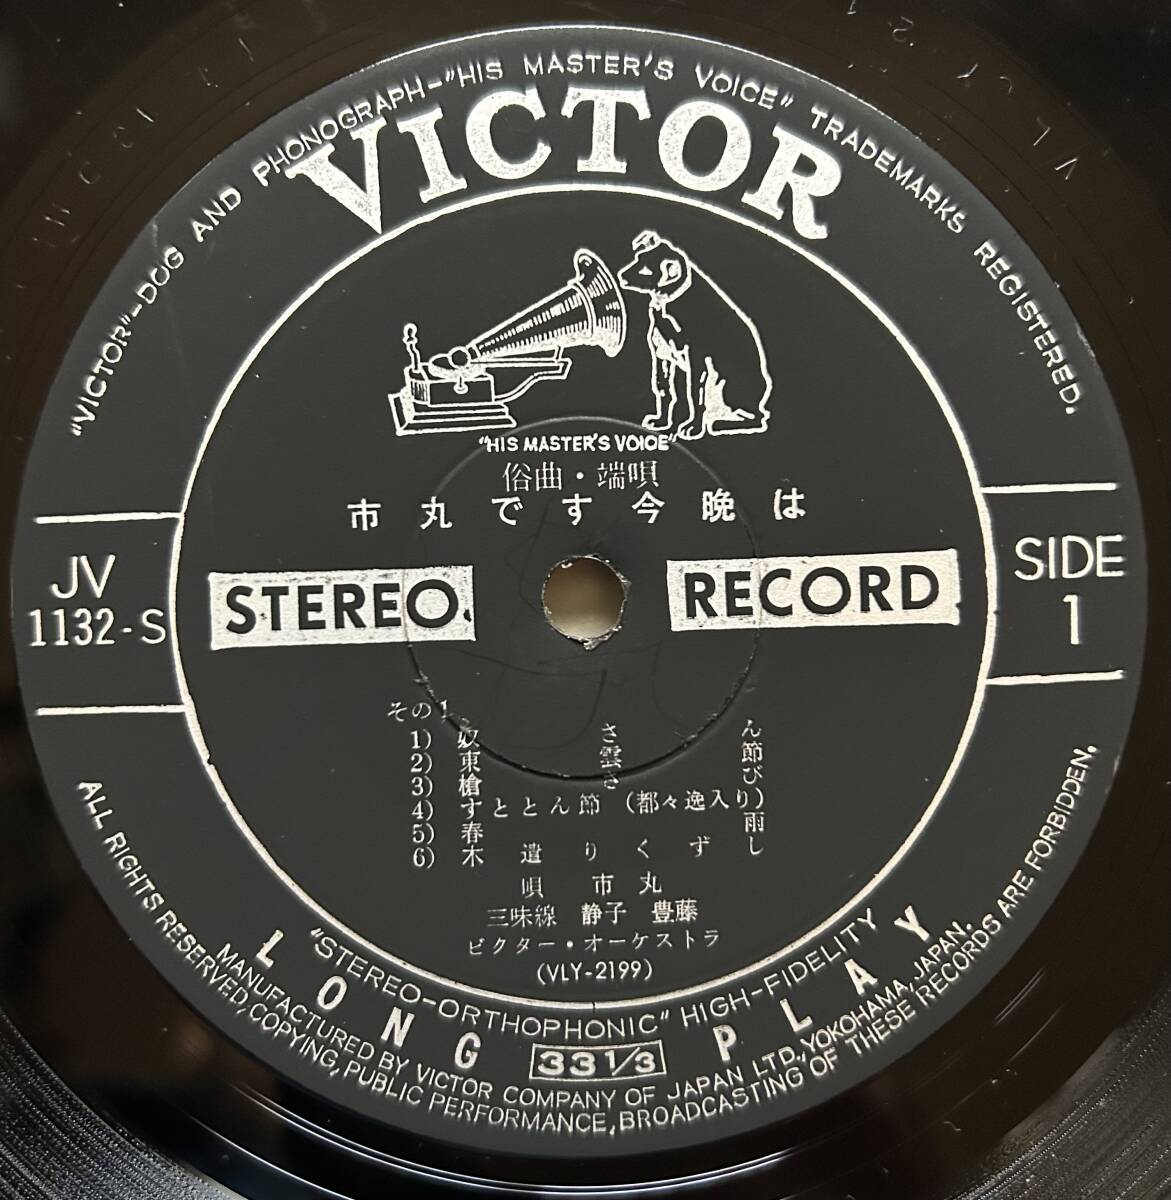 "VICTOR"–DOG AND PHONOGRAPH–"HIS MASTER'S VOICE" TRADEMARKS REGISTERED.
VICTOR
"HIS MASTER'S VOICE"
俗曲・端唄
市丸です今晩は
JV
1132-S
STEREO
RECORD
SIDE
1
その1
1) 奴さん
2) 東雲節
3) 槍さび
4) すととん節 (都々逸入り)
5) 春雨
6) 木遣りくずし
唄 市丸
三味線 静子 豊藤
ビクター・オーケストラ
(VLY-2199)
"STEREO-ORTHOPHONIC" HIGH-FIDELITY
LONG 33 1/3 PLAY
MANUFACTURED BY VICTOR COMPANY OF JAPAN LTD., YOKOHAMA, JAPAN.
ALL RIGHTS RESERVED, COPYING, PUBLIC PERFORMANCE, BROADCASTING OF THESE RECORDS ARE FORBIDDEN.